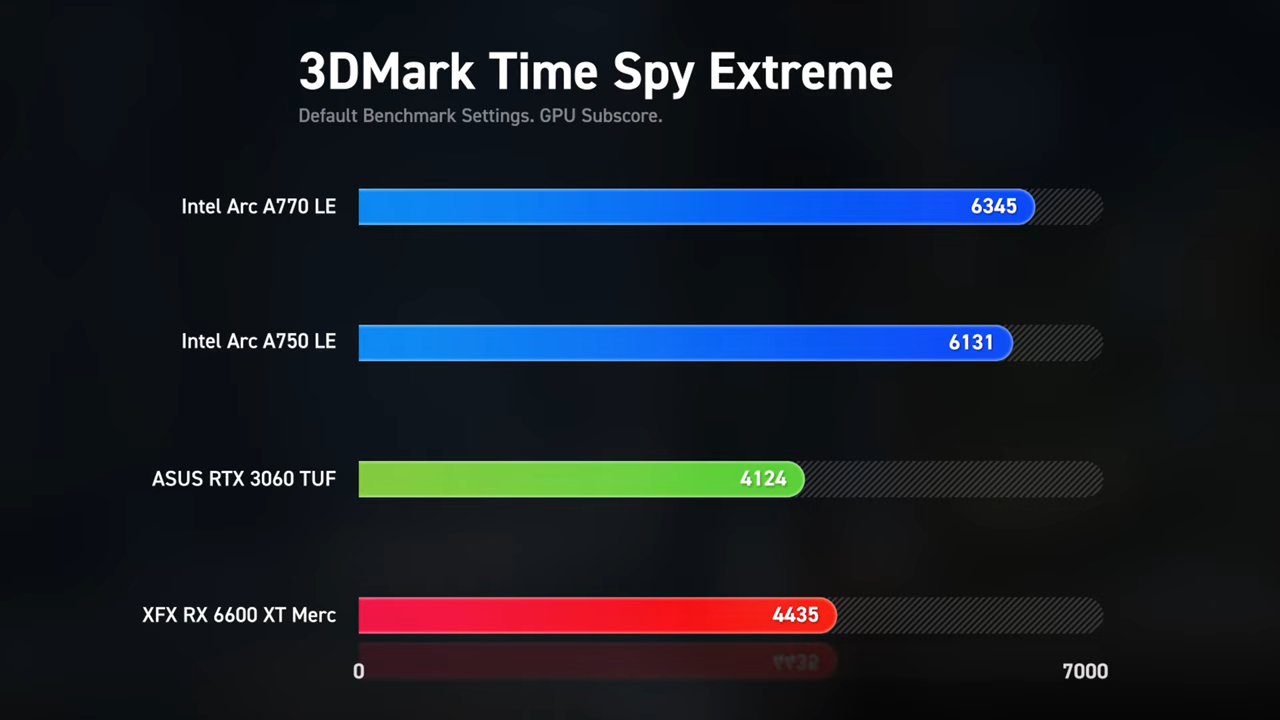 3DMark Time Spy Extreme
Default Benchmark Settings. GPU Subscore.
Intel Arc A770 LE 6345
Intel Arc A750 LE 6131
ASUS RTX 3060 TUF 4124
XFX RX 6600 XT Merc 4435
0 7000